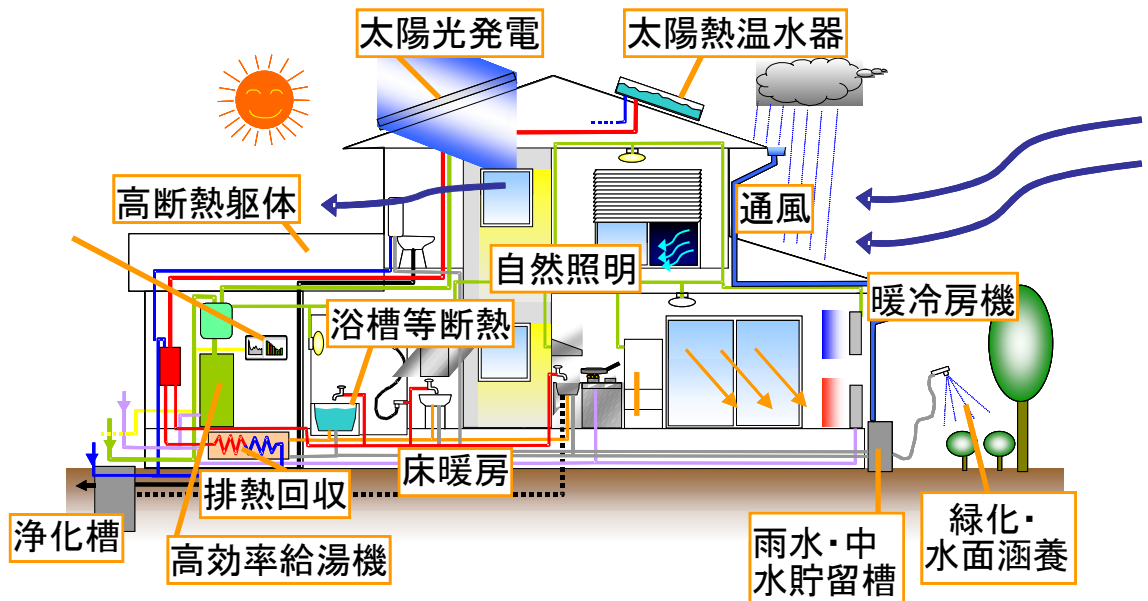 太陽光発電
太陽熱温水器
高断熱躯体
通風
自然照明
暖冷房機
浴槽等断熱
床暖房
排熱回収
浄化槽
高効率給湯機
雨水・中
水貯留槽
緑化・
水面涵養